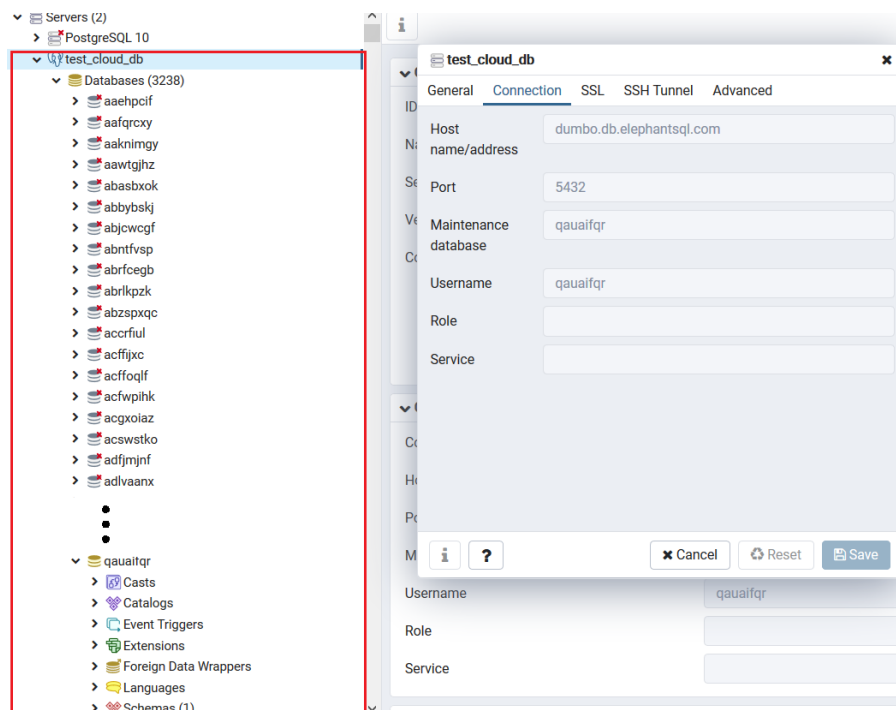 Servers (2)
PostgreSQL 10
test_cloud_db
Databases (3238)
aaehpcif
aafqrcxy
aaknimgy
aawtgjhz
abasbxok
abbybskj
abjcwcgf
abntfvsp
abrfcegb
abrlkpzk
abzspxqc
accrfiul
acffijxc
acffoqlf
acfwpihk
acgxoiaz
acswstko
adfjmjnf
adlvaanx
qauaifqr
Casts
Catalogs
Event Triggers
Extensions
Foreign Data Wrappers
Languages
Schemas (1)
test_cloud_db
General Connection SSL SSH Tunnel Advanced
Host name/address dumbo.db.elephantsql.com
Port 5432
Maintenance database qauaifqr
Username qauaifqr
Role
Service
Cancel Reset Save
Username qauaifqr
Role
Service